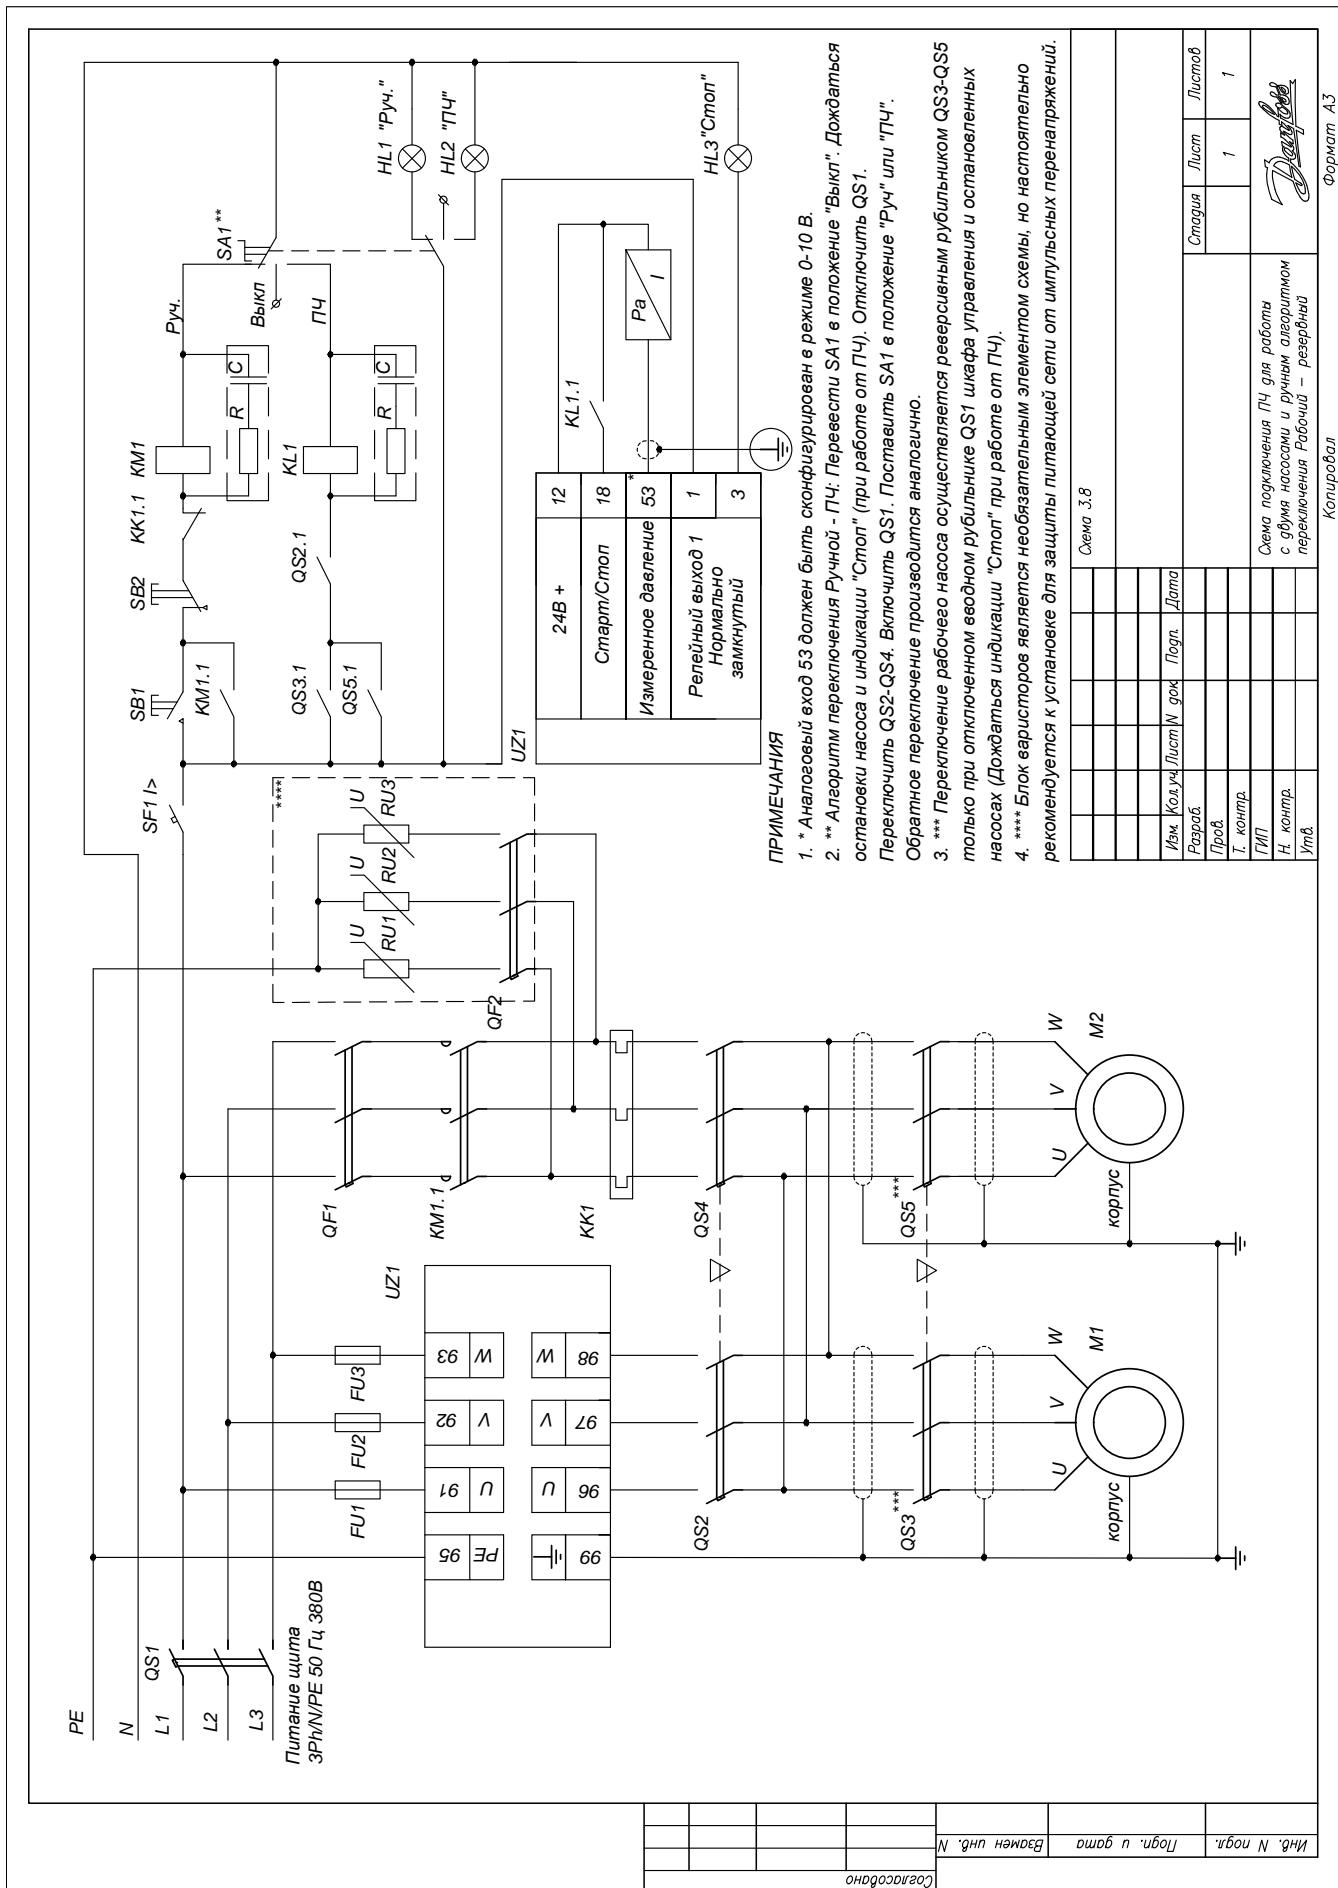 PE
N
L1
L2
L3
QS1
Питание щита
3Ph/N/PE 50 Гц 380В
SF1 I>
SB1
KM1.1
SB2
KK1.1
KM1
R
C
Руч.
SA1 **
Выкл
ПЧ
QS3.1
QS5.1
QS2.1
KL1
R
C
HL1 "Руч."
HL2 "ПЧ"
HL3 "Стоп"
UZ1
24В +
12
Старт/Стоп
18
Измеренное давление
53
*
Релейный выход 1
Нормально
замкнутый
1
3
KL1.1
Pa
I
****
U
RU1
U
RU2
U
RU3
QF2
FU1
FU2
FU3
QF1
KM1.1
KK1
UZ1
95
91
92
93
PE
U
V
W
U
V
W
99
96
97
98
QS2
QS4
QS3
***
QS5
***
U
V
W
M1
корпус
U
V
W
M2
корпус
ПРИМЕЧАНИЯ
1. * Аналоговый вход 53 должен быть сконфигурирован в режиме 0-10 В.
2. ** Алгоритм переключения Ручной - ПЧ: Перевести SA1 в положение "Выкл". Дождаться
остановки насоса и индикации "Стоп" (при работе от ПЧ). Отключить QS1.
Переключить QS2-QS4. Включить QS1. Поставить SA1 в положение "Руч" или "ПЧ".
Обратное переключение производится аналогично.
3. *** Переключение рабочего насоса осуществляется реверсивным рубильником QS3-QS5
только при отключенном вводном рубильнике QS1 шкафа управления и остановленных
насосах (Дождаться индикации "Стоп" при работе от ПЧ).
4. **** Блок варисторов является необязательным элементом схемы, но настоятельно
рекомендуется к установке для защиты питающей сети от импульсных перенапряжений.
Схема 3.8
Изм. Кол.уч. Лист N док. Подп. Дата
Разраб.
Пров.
Т. контр.
ГИП
Н. контр.
Утв.
Стадия Лист Листов
1 1
Схема подключения ПЧ для работы
с двумя насосами и ручным алгоритмом
переключения Рабочий – резервный
Danfoss
Копировал
Формат А3
Согласовано
Взамен инв. N
Подп. и дата
Инв. N подл.